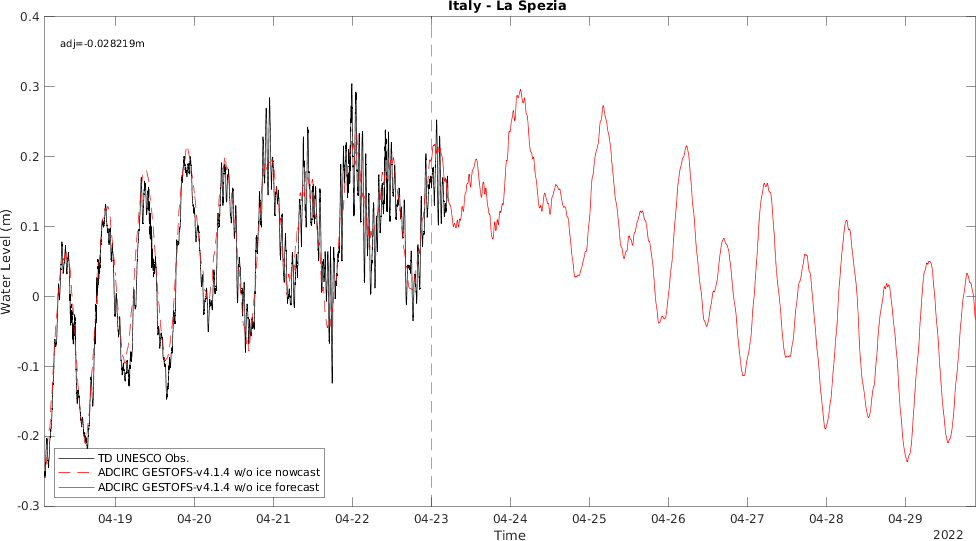 Italy - La Spezia
adj=-0.028219m
Water Level (m)
0.4
0.3
0.2
0.1
0
-0.1
-0.2
-0.3
TD UNESCO Obs.
ADCIRC GESTOFS-v4.1.4 w/o ice nowcast
ADCIRC GESTOFS-v4.1.4 w/o ice forecast
04-19 04-20 04-21 04-22 04-23 04-24 04-25 04-26 04-27 04-28 04-29
Time
2022